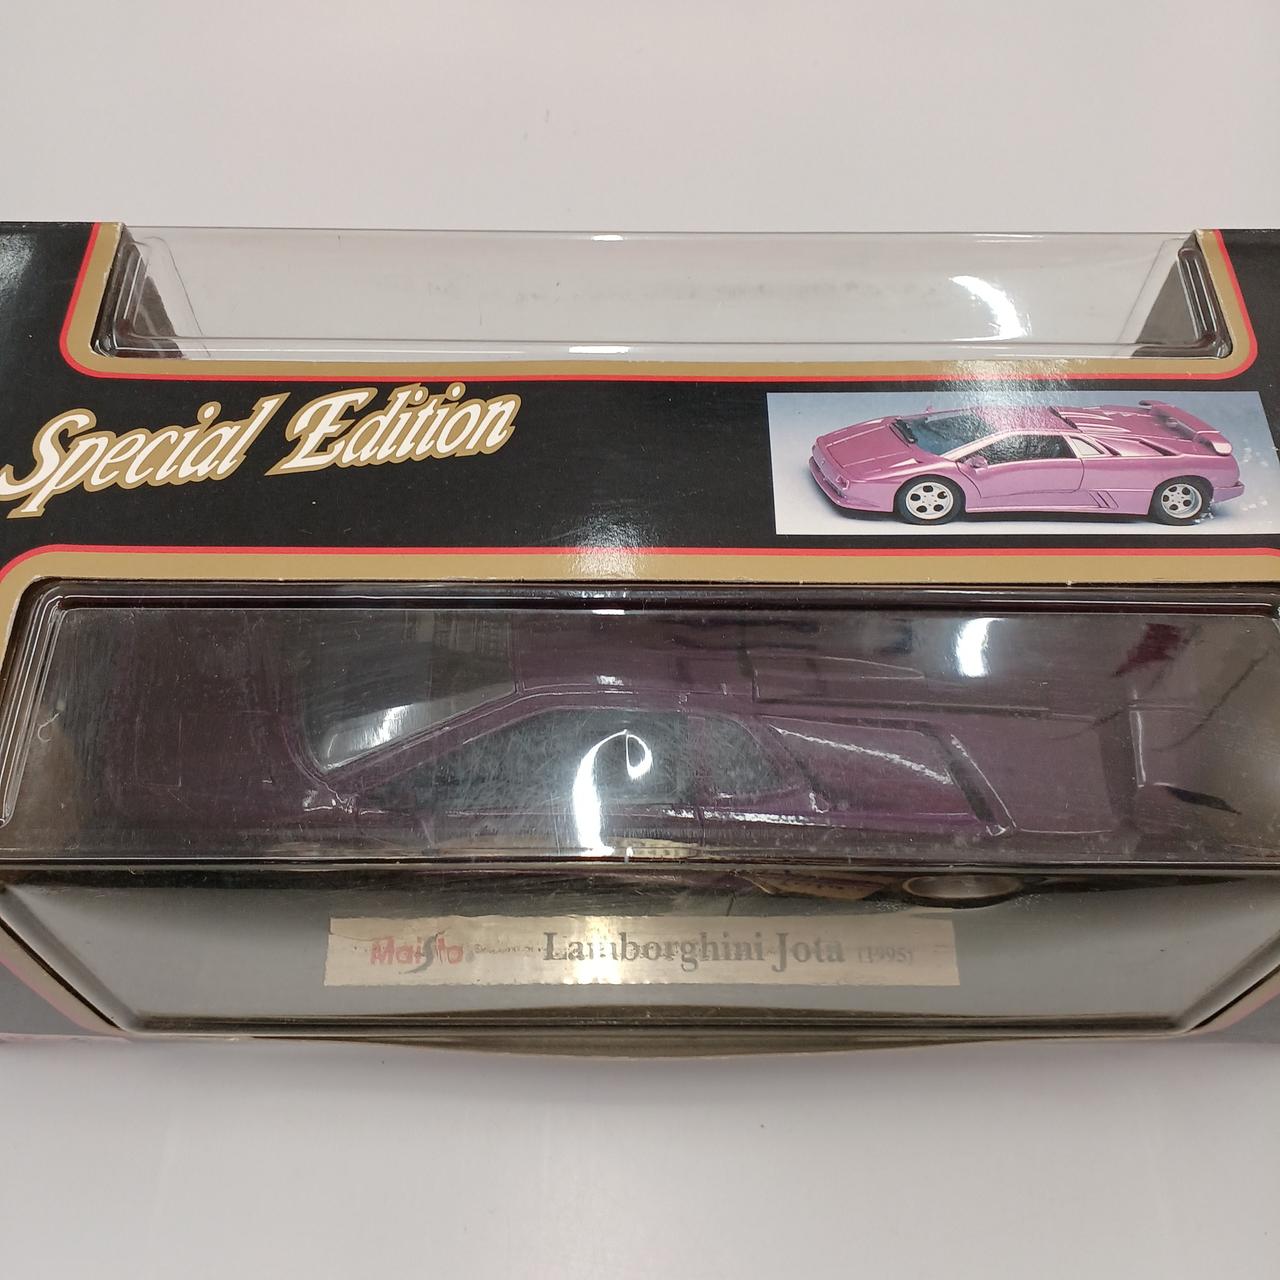 Special Edition
Maisto Lamborghini Jota (1995)